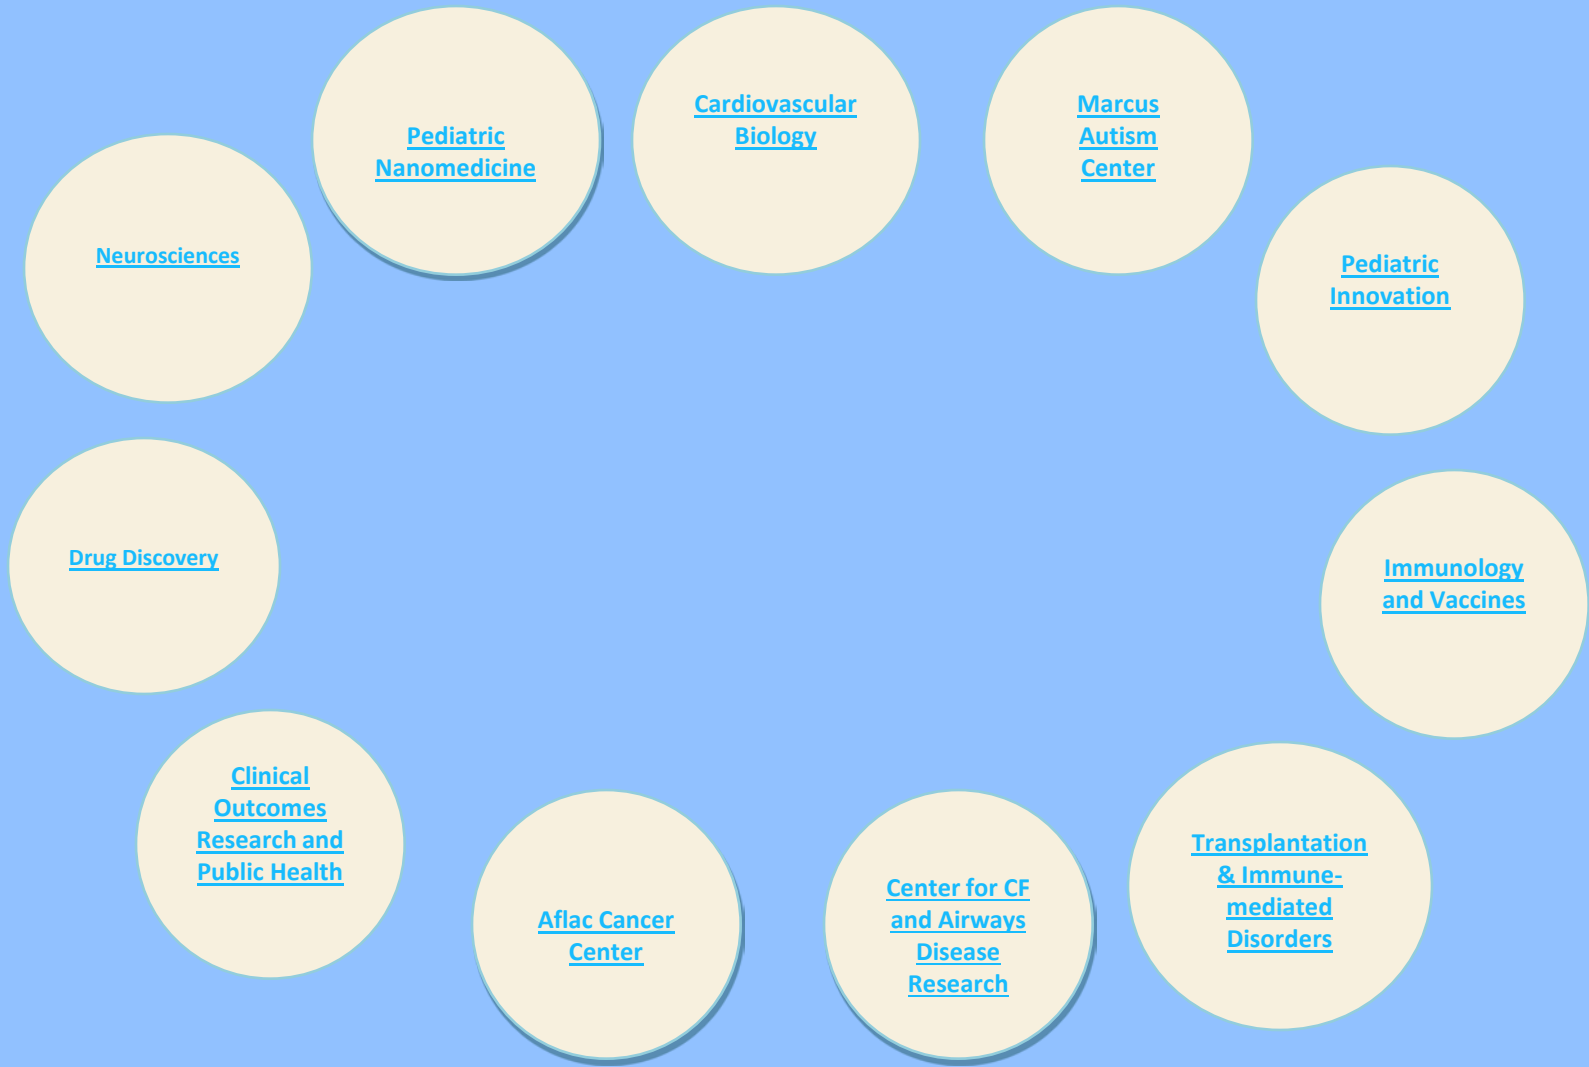 Cardiovascular
Biology
Marcus
Autism
Center
Pediatric
Nanomedicine
Neurosciences
Pediatric
Innovation
Drug Discovery
Immunology
and Vaccines
Clinical
Outcomes
Research and
Public Health
Transplantation
& Immune-
mediated
Disorders
Aflac Cancer
Center
Center for CF
and Airways
Disease
Research